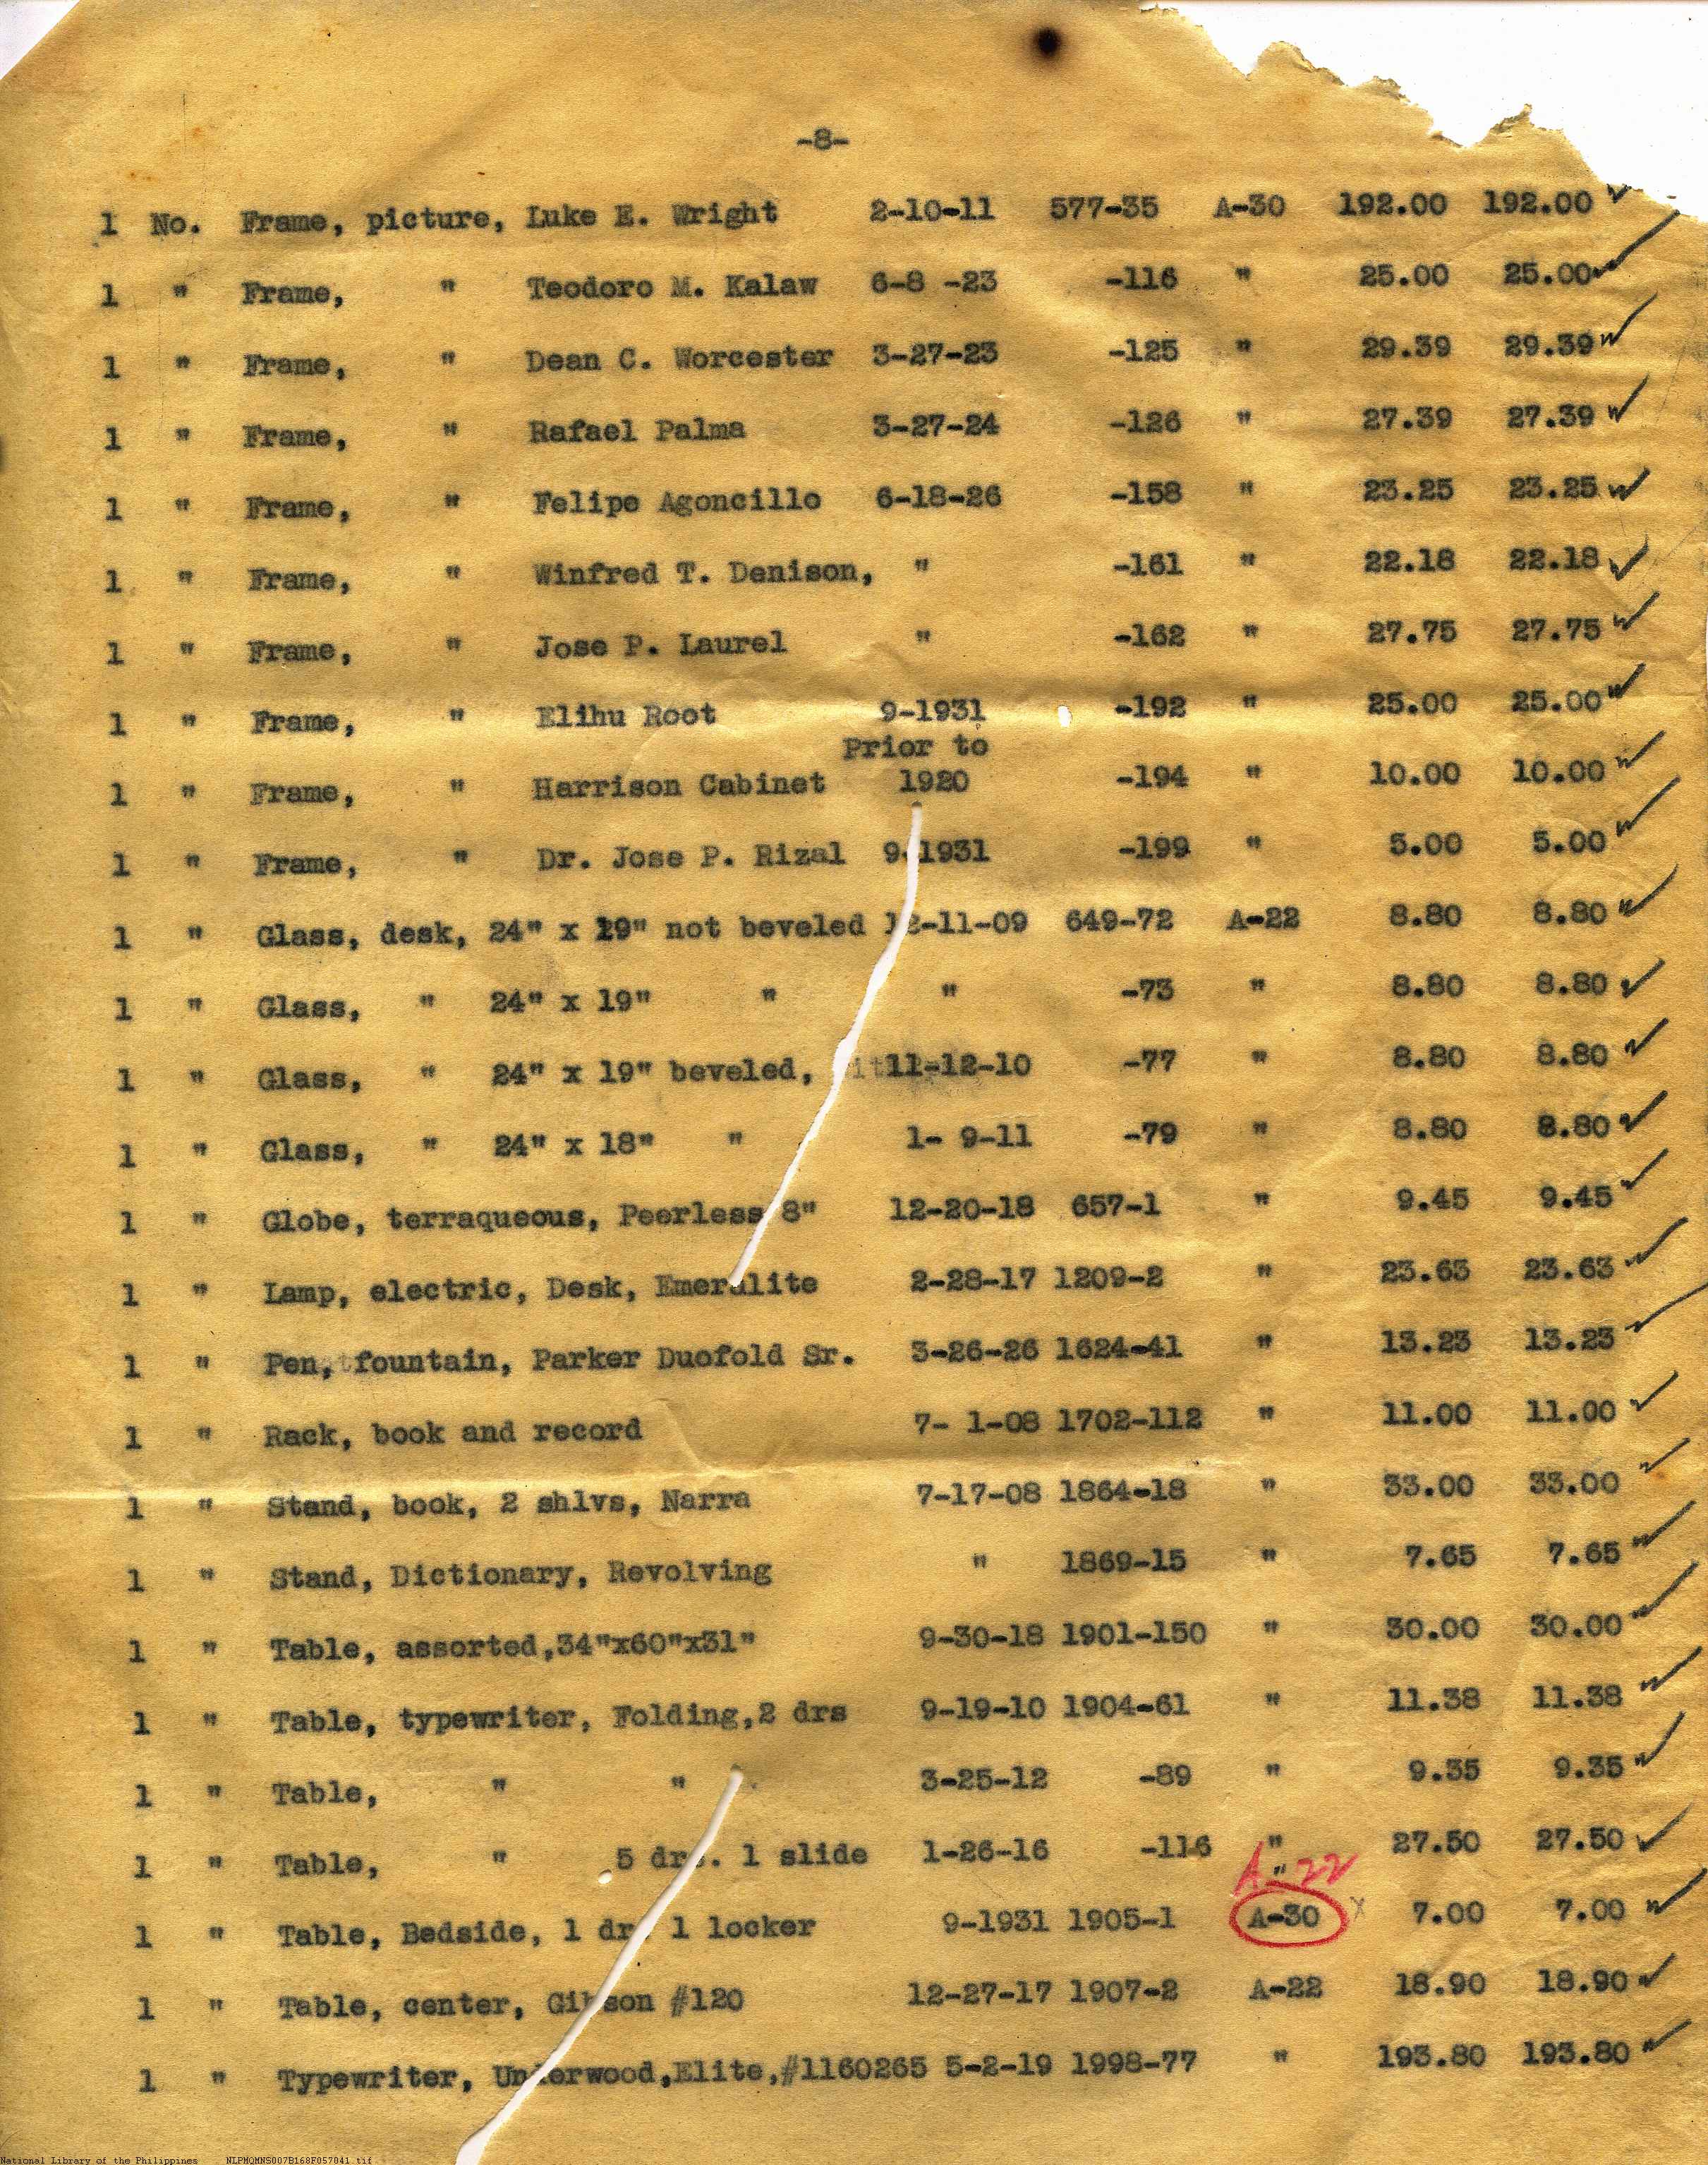 -8-
1 No. Frame, picture, Luke E. Wright 2-10-11 577-35 A-30 192.00 192.00
1 " Frame, " Teodoro M. Kalaw 6-8 -23 -116 " 25.00 25.00
1 " Frame, " Dean C. Worcester 3-27-23 -125 " 29.39 29.39
1 " Frame, " Rafael Palma 3-27-24 -126 " 27.39 27.39
1 " Frame, " Felipe Agoncillo 6-18-26 -158 " 23.25 23.25
1 " Frame, " Winfred T. Denison, " -161 " 22.18 22.18
1 " Frame, " Jose P. Laurel " -162 " 27.75 27.75
1 " Frame, " Elihu Root 9-1931 -192 " 25.00 25.00
Prior to
1 " Frame, " Harrison Cabinet 1920 -194 " 10.00 10.00
1 " Frame, " Dr. Jose P. Rizal 9-1931 -199 " 5.00 5.00
1 " Glass, desk, 24" x 19" not beveled 12-11-09 649-72 A-22 8.80 8.80
1 " Glass, " 24" x 19" " " -73 " 8.80 8.80
1 " Glass, " 24" x 19" beveled, 11-12-10 -77 " 8.80 8.80
1 " Glass, " 24" x 18" " 1- 9-11 -79 " 8.80 8.80
1 " Globe, terraqueous, Peerless 8" 12-20-18 657-1 " 9.45 9.45
1 " Lamp, electric, Desk, Emeralite 2-28-17 1209-2 " 23.63 23.63
1 " Pen, fountain, Parker Duofold Sr. 3-26-26 1624-41 " 13.23 13.23
1 " Rack, book and record 7- 1-08 1702-112 " 11.00 11.00
1 " Stand, book, 2 shlvs, Narra 7-17-08 1864-18 " 33.00 33.00
1 " Stand, Dictionary, Revolving " 1869-15 " 7.65 7.65
1 " Table, assorted,34"x60"x31" 9-30-18 1901-150 " 30.00 30.00
1 " Table, typewriter, Folding,2 drs 9-19-10 1904-61 " 11.38 11.38
1 " Table, " " 3-25-12 -89 " 9.35 9.35
1 " Table, " 5 drs. 1 slide 1-26-16 -116 " 27.50 27.50
A-22
1 " Table, Bedside, 1 dr 1 locker 9-1931 1905-1 A-30 x 7.00 7.00
1 " Table, center, Gibson #120 12-27-17 1907-2 A-22 18.90 18.90
1 " Typewriter, Underwood,Elite,#1160265 5-2-19 1998-77 " 193.80 193.80
National Library of the Philippines NLPMQMNS007B168F057041.tif